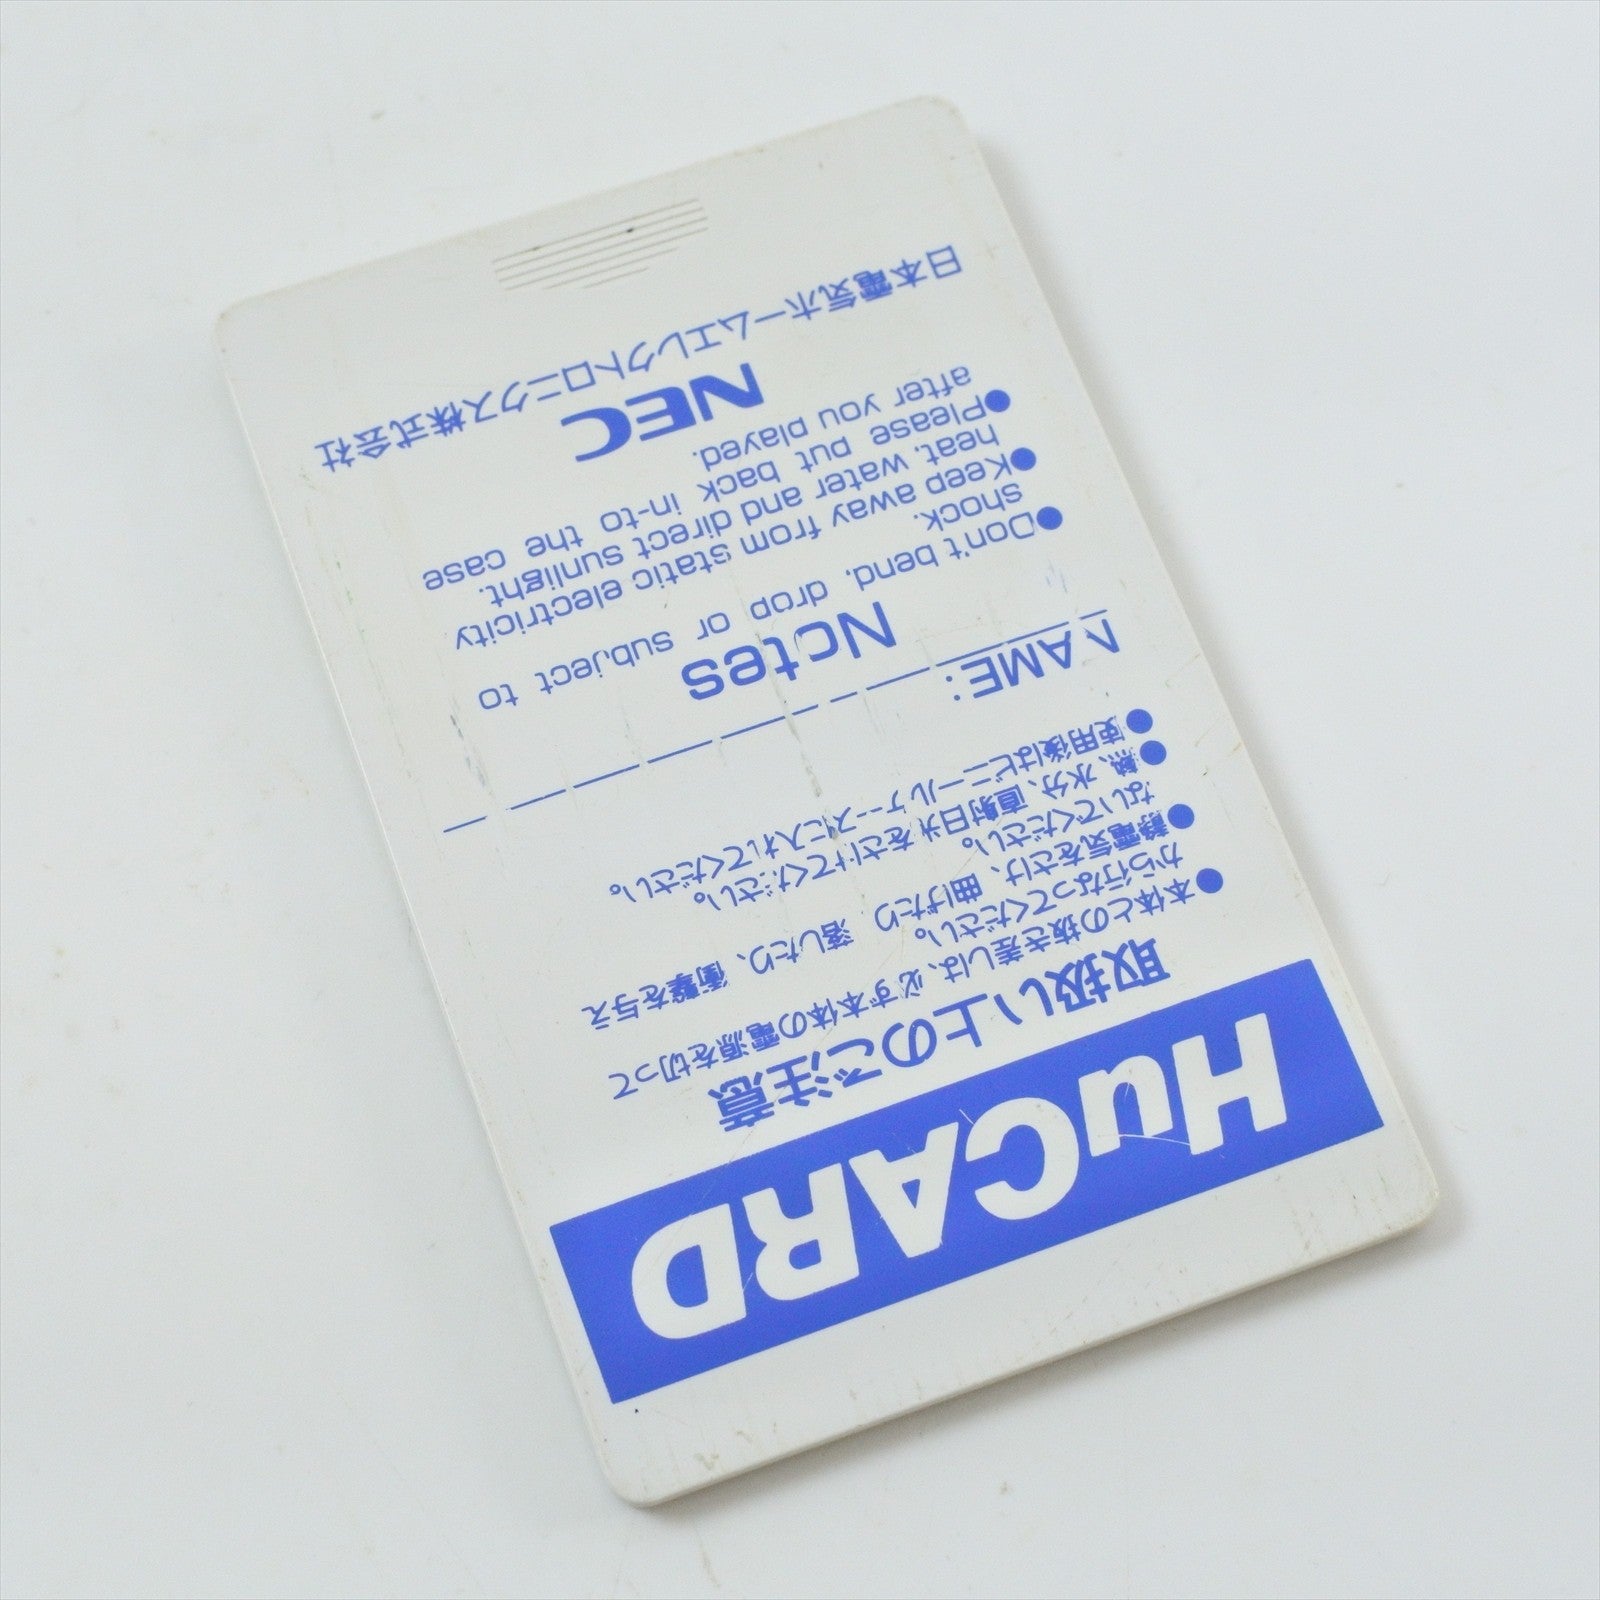 HuCARD
取扱い上のご注意
●本体との抜き差しは、必ず本体の電源を切って
から行なってください。
●静電気をさけ、曲げたり、落したり、衝撃を与え
ないでください。
●熱、水分、直射日光をさけてください。
●使用後はビニールケースに入れてください。
NAME:
Notes
●Don't bend, drop or subject to
shock.
●Keep away from static electricity
heat, water and direct sunlight.
●Please put back in-to the case
after you played.
NEC
日本電気ホームエレクトロニクス株式会社